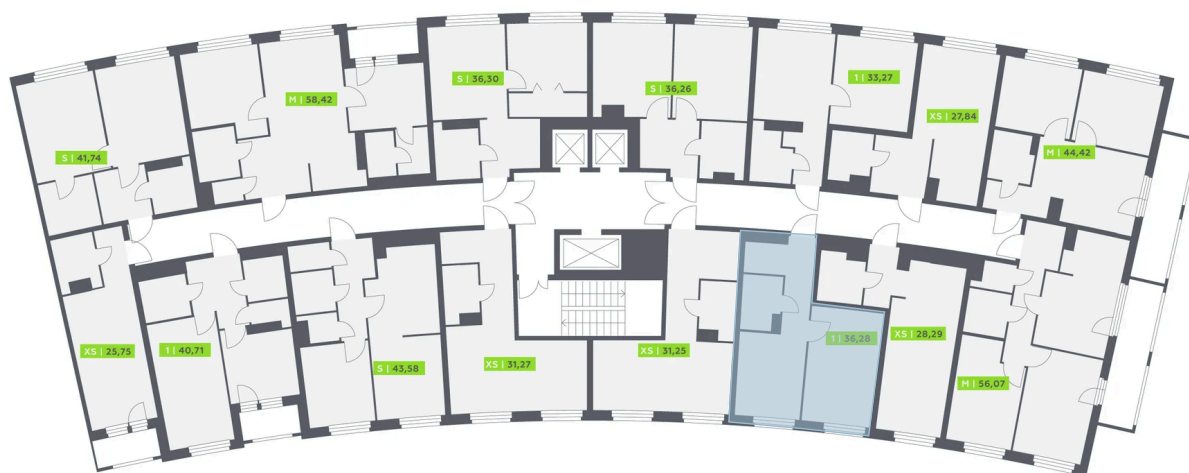 S | 41,74
M | 58,42
S | 36,30
S | 36,26
1 | 33,27
XS | 27,84
M | 44,42
XS | 25,75
1 | 40,71
S | 43,58
XS | 31,27
XS | 31,25
1 | 36,28
XS | 28,29
M | 56,07